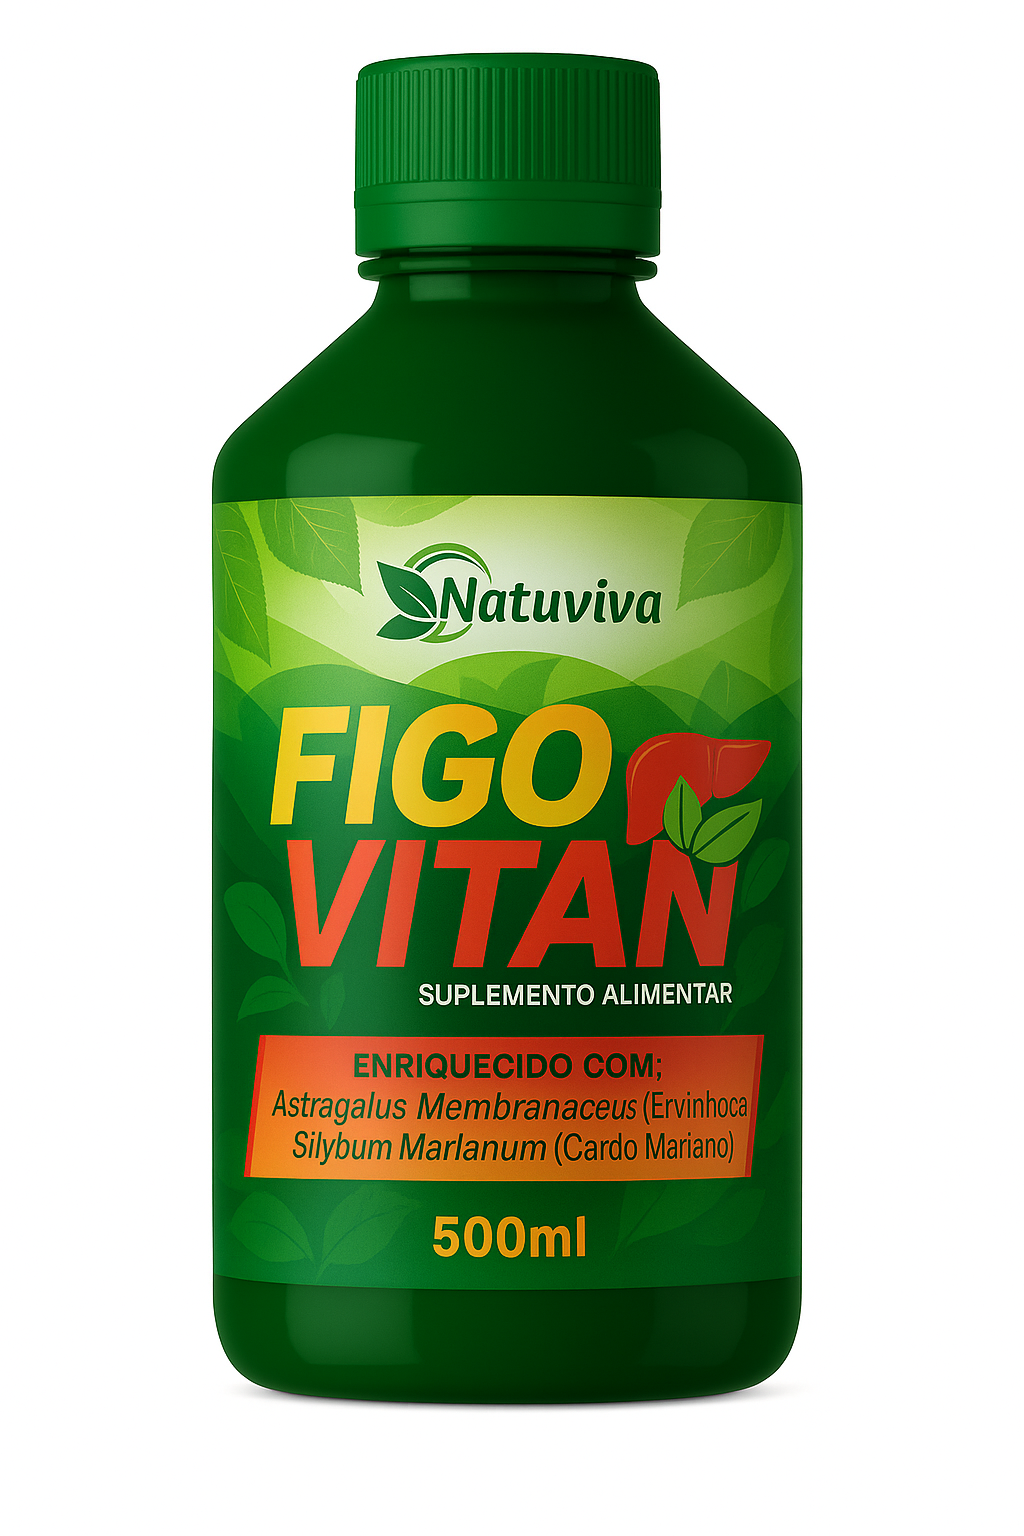 Natuviva
FIGO
VITAN
SUPLEMENTO ALIMENTAR
ENRIQUECIDO COM;
Astragalus Membranaceus (Ervinhoca
Silybum Marlanum (Cardo Mariano)
500ml